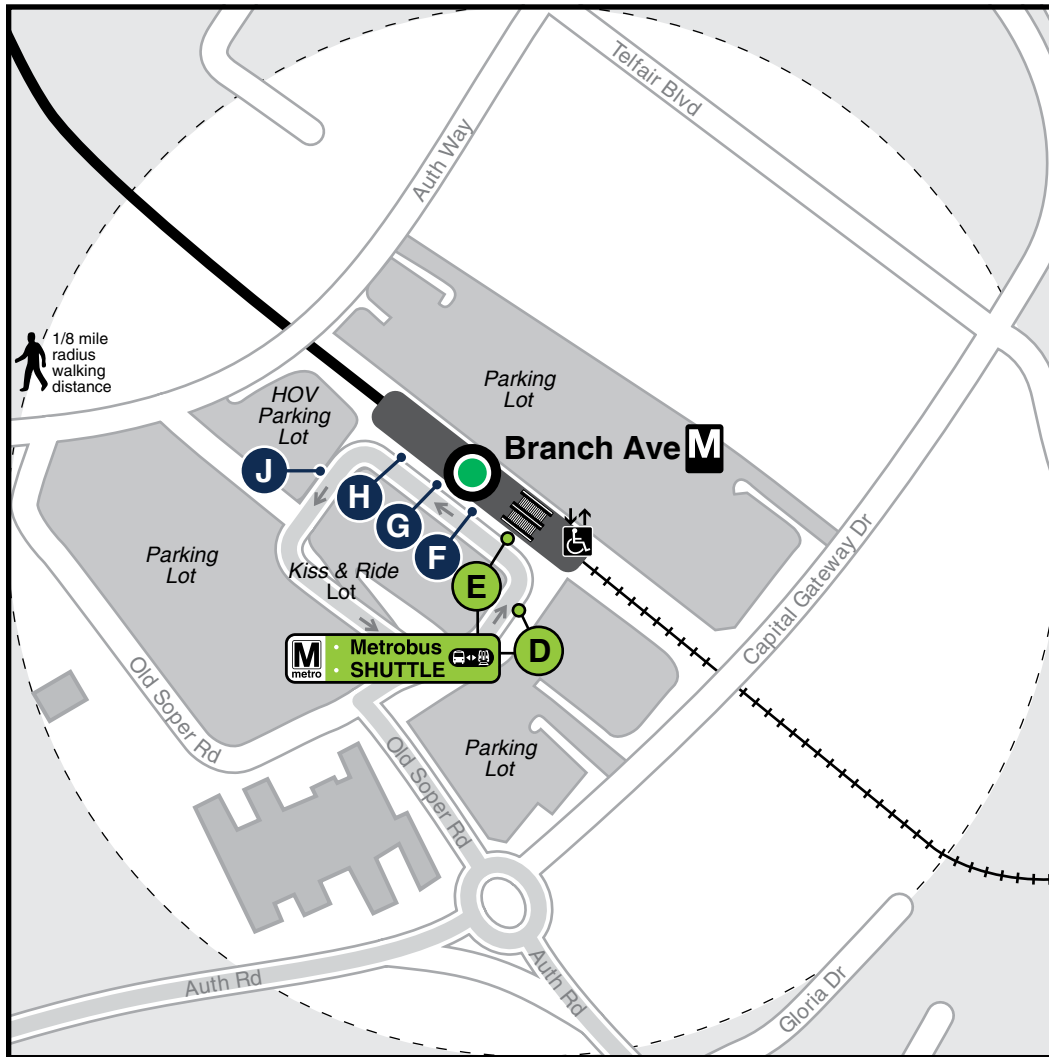 Telfair Blvd
Auth Way
1/8 mile
radius
walking
distance
HOV
Parking
Lot
Parking
Lot
Branch Ave M
J
H
G
F
E
D
Parking
Lot
Kiss & Ride
Lot
Capital Gateway Dr
M
metro
· Metrobus
· SHUTTLE
Old Soper Rd
Old Soper Rd
Parking
Lot
Auth Rd
Auth Rd
Gloria Dr